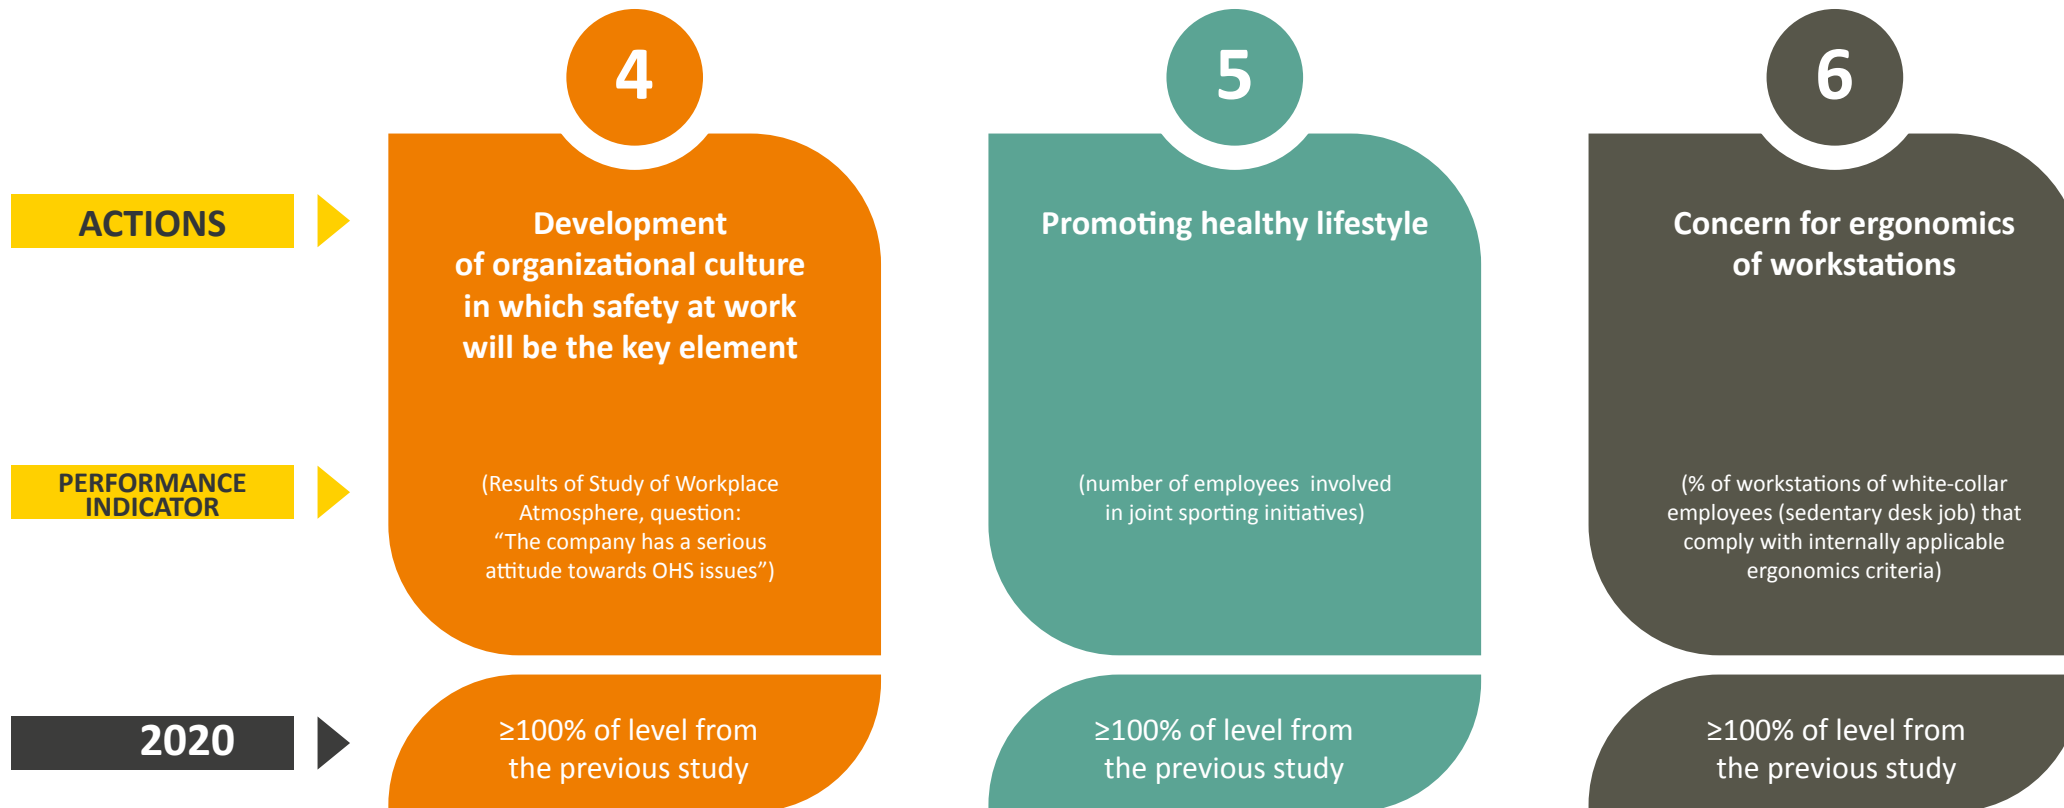 4
5
6
ACTIONS
Development
of organizational culture
in which safety at work
will be the key element
Promoting healthy lifestyle
Concern for ergonomics
of workstations
PERFORMANCE
INDICATOR
(Results of Study of Workplace
Atmosphere, question:
“The company has a serious
attitude towards OHS issues”)
(number of employees involved
in joint sporting initiatives)
(% of workstations of white-collar
employees (sedentary desk job) that
comply with internally applicable
ergonomics criteria)
2020
≥100% of level from
the previous study
≥100% of level from
the previous study
≥100% of level from
the previous study